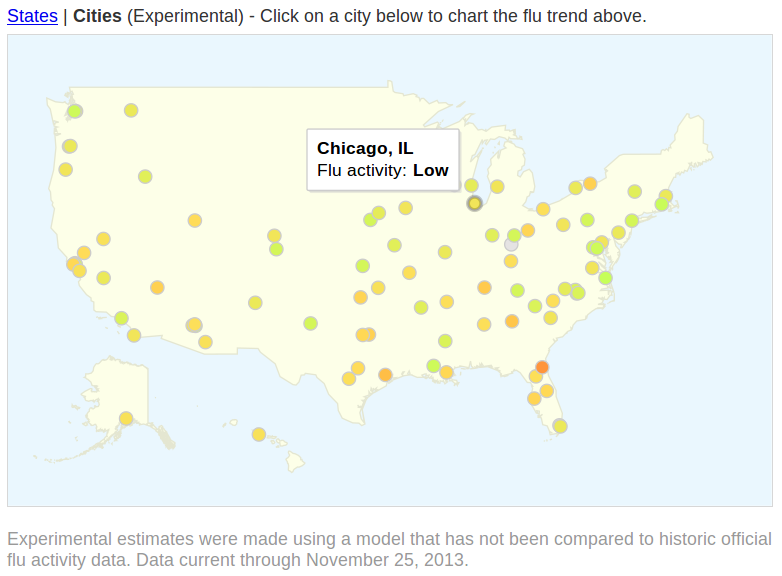 States | Cities (Experimental) - Click on a city below to chart the flu trend above.
Chicago, IL
Flu activity: Low
Experimental estimates were made using a model that has not been compared to historic official
flu activity data. Data current through November 25, 2013.